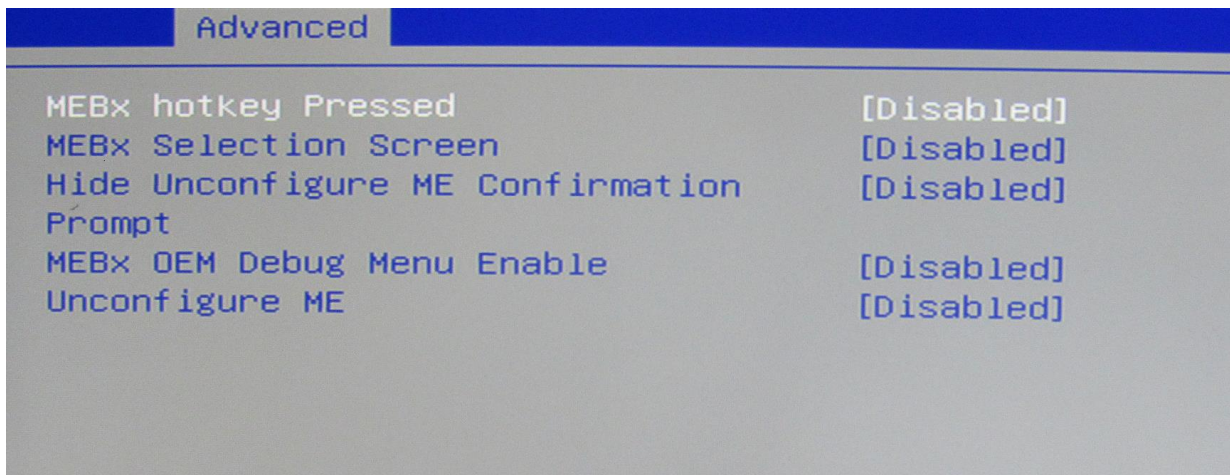 Advanced
MEBx hotkey Pressed [Disabled]
MEBx Selection Screen [Disabled]
Hide Unconfigure ME Confirmation [Disabled]
Prompt
MEBx OEM Debug Menu Enable [Disabled]
Unconfigure ME [Disabled]